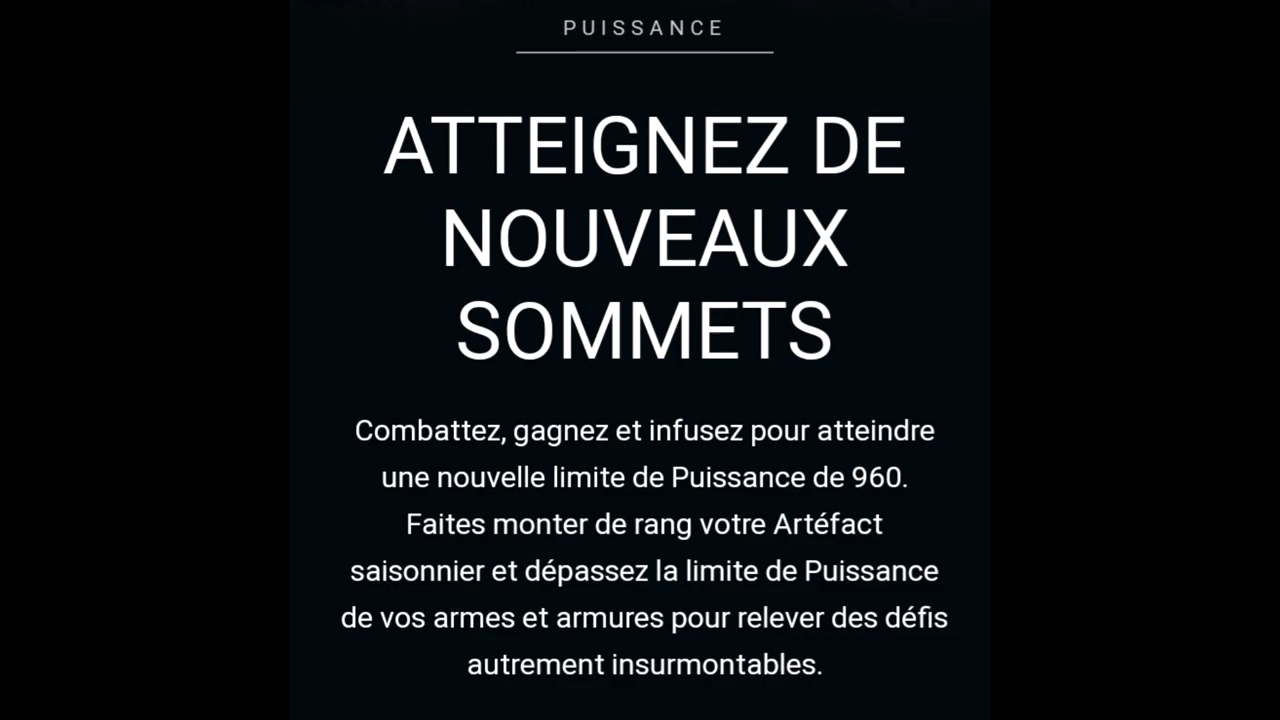 PUISSANCE
ATTEIGNEZ DE
NOUVEAUX
SOMMETS
Combattez, gagnez et infusez pour atteindre
une nouvelle limite de Puissance de 960.
Faites monter de rang votre Artéfact
saisonnier et dépassez la limite de Puissance
de vos armes et armures pour relever des défis
autrement insurmontables.